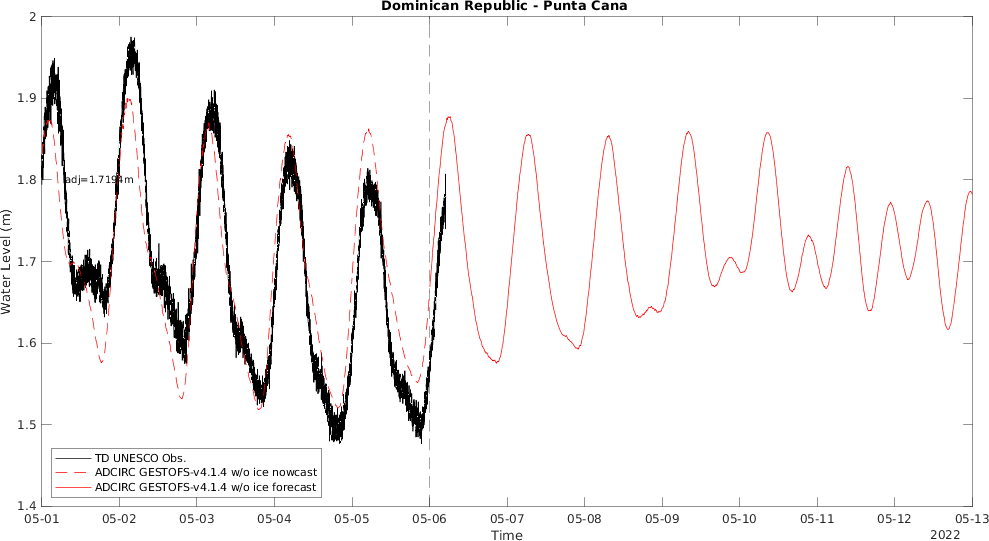 Dominican Republic - Punta Cana
2
1.9
1.8
1.7
1.6
1.5
1.4
Water Level (m)
adj=1.7194m
TD UNESCO Obs.
ADCIRC GESTOFS-v4.1.4 w/o ice nowcast
ADCIRC GESTOFS-v4.1.4 w/o ice forecast
05-01 05-02 05-03 05-04 05-05 05-06 05-07 05-08 05-09 05-10 05-11 05-12 05-13
Time
2022